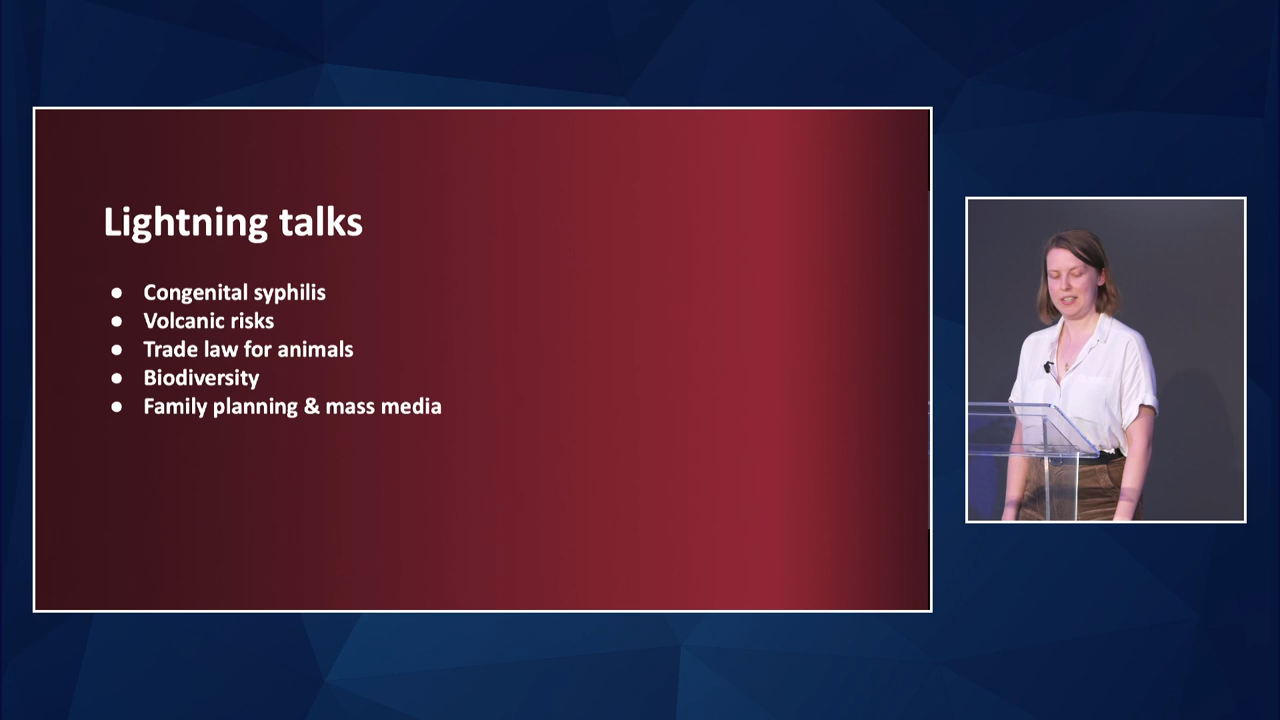 Lightning talks
● Congenital syphilis
● Volcanic risks
● Trade law for animals
● Biodiversity
● Family planning & mass media